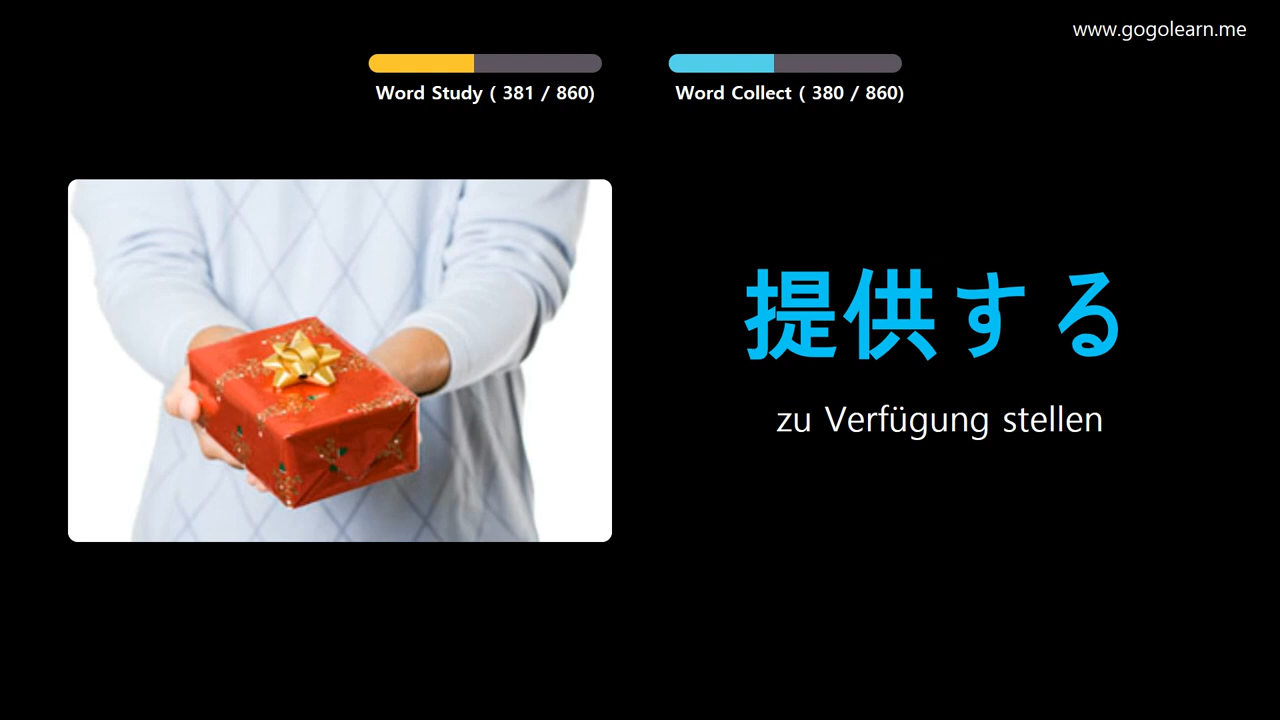 www.gogolearn.me
Word Study ( 381 / 860)
Word Collect ( 380 / 860)
提供する
zu Verfügung stellen